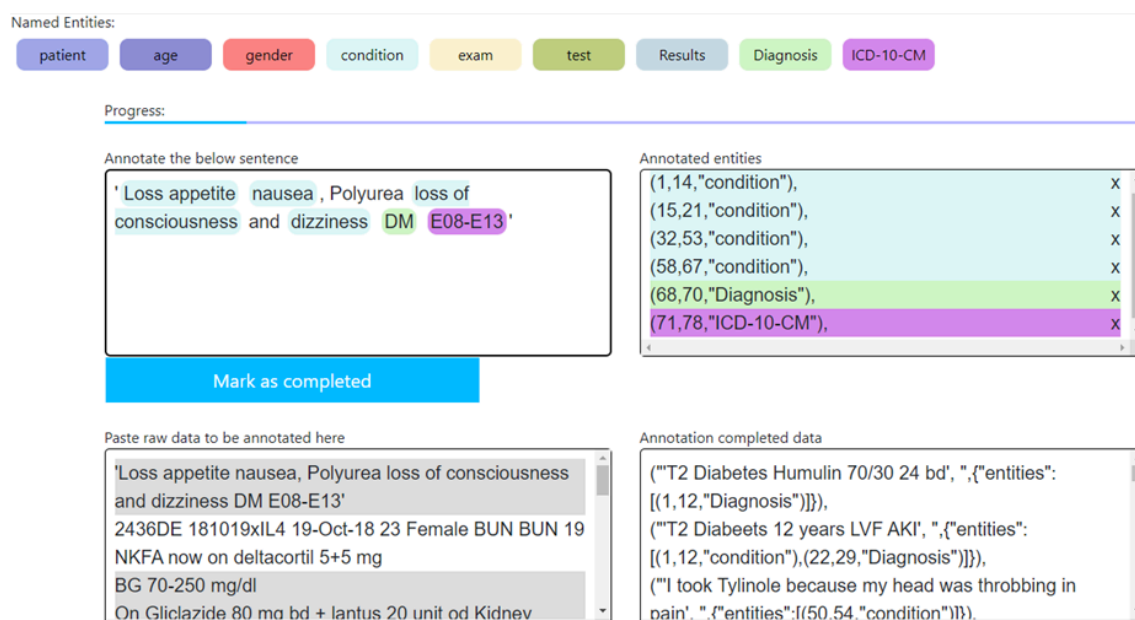 Named Entities:
patient age gender condition exam test Results Diagnosis ICD-10-CM
Progress:
Annotate the below sentence
' Loss appetite nausea , Polyurea loss of
consciousness and dizziness DM E08-E13 '
Mark as completed
Annotated entities
(1,14,"condition"), x
(15,21,"condition"), x
(32,53,"condition"), x
(58,67,"condition"), x
(68,70,"Diagnosis"), x
(71,78,"ICD-10-CM"), x
Paste raw data to be annotated here
'Loss appetite nausea, Polyurea loss of consciousness
and dizziness DM E08-E13'
2436DE 181019xIL4 19-Oct-18 23 Female BUN BUN 19
NKFA now on deltacortil 5+5 mg
BG 70-250 mg/dl
On Gliclazide 80 mg bd + lantus 20 unit od Kidney
Annotation completed data
("'T2 Diabetes Humulin 70/30 24 bd', ",{"entities":
[(1,12,"Diagnosis")]}),
("'T2 Diabeets 12 years LVF AKI', ",{"entities":
[(1,12,"condition"),(22,29,"Diagnosis")]}),
("'I took Tylinole because my head was throbbing in
pain', ",{"entities":[(50,54,"condition")]}),